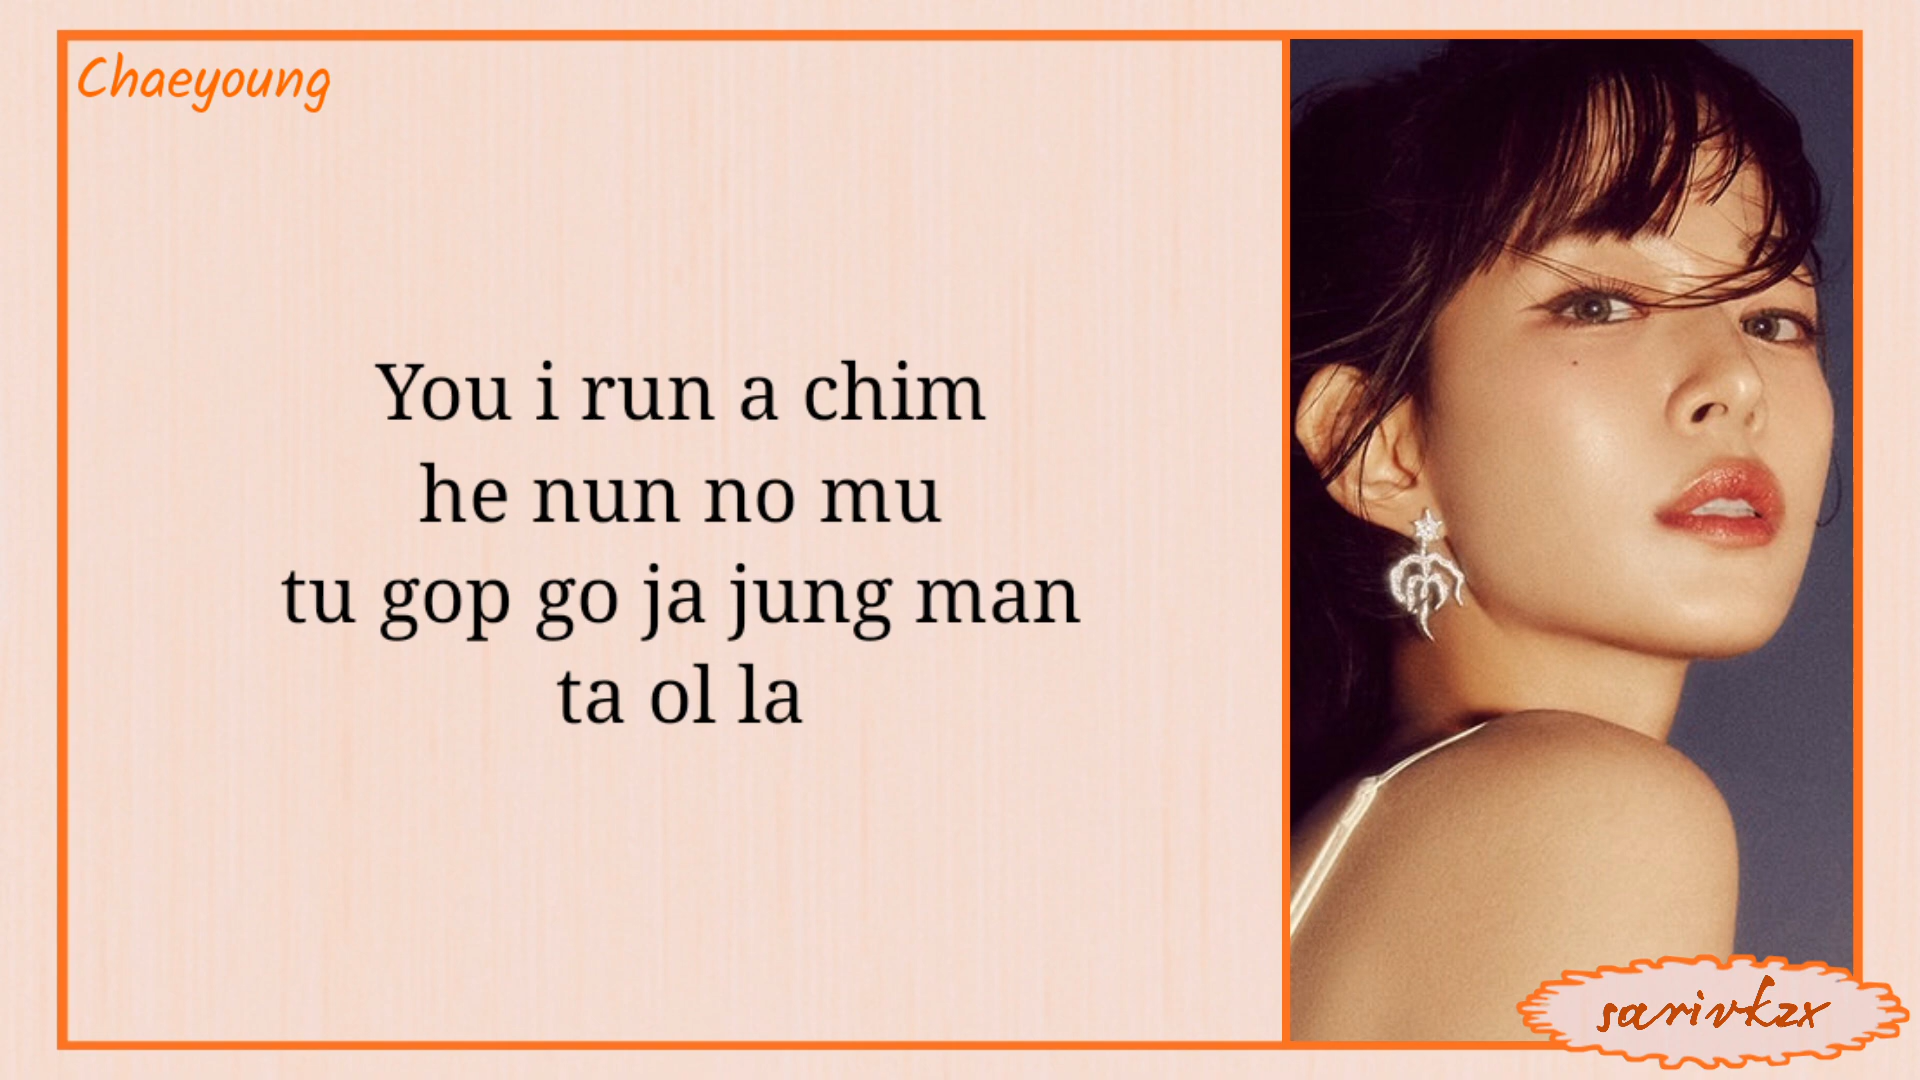 Chaeyoung
You i run a chim
he nun no mu
tu gop go ja jung man
ta ol la
sarivkzx